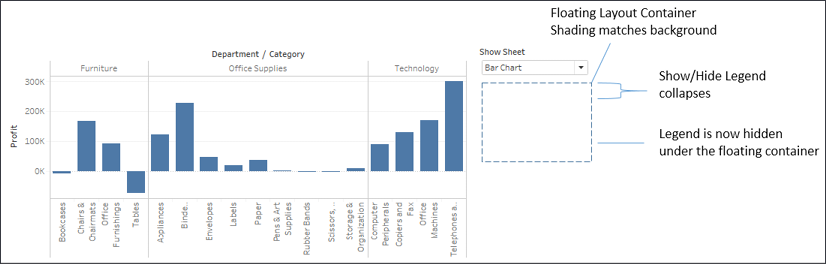 Floating Layout Container
Shading matches background
Department / Category
Show Sheet
Furniture
Office Supplies
Technology
Bar Chart
300K
Show/Hide Legend
collapses
200K
Profit
100K
Legend is now hidden
under the floating container
0K
Bookcases
Chairs &
Chairmats
Office
Furnishings
Tables
Appliances
Binde..
Envelopes
Labels
Paper
Pens & Art
Supplies
Rubber Bands
Scissors, ..
Storage &
Organization
Computer
Peripherals
Copiers and
Fax
Office
Machines
Telephones a..